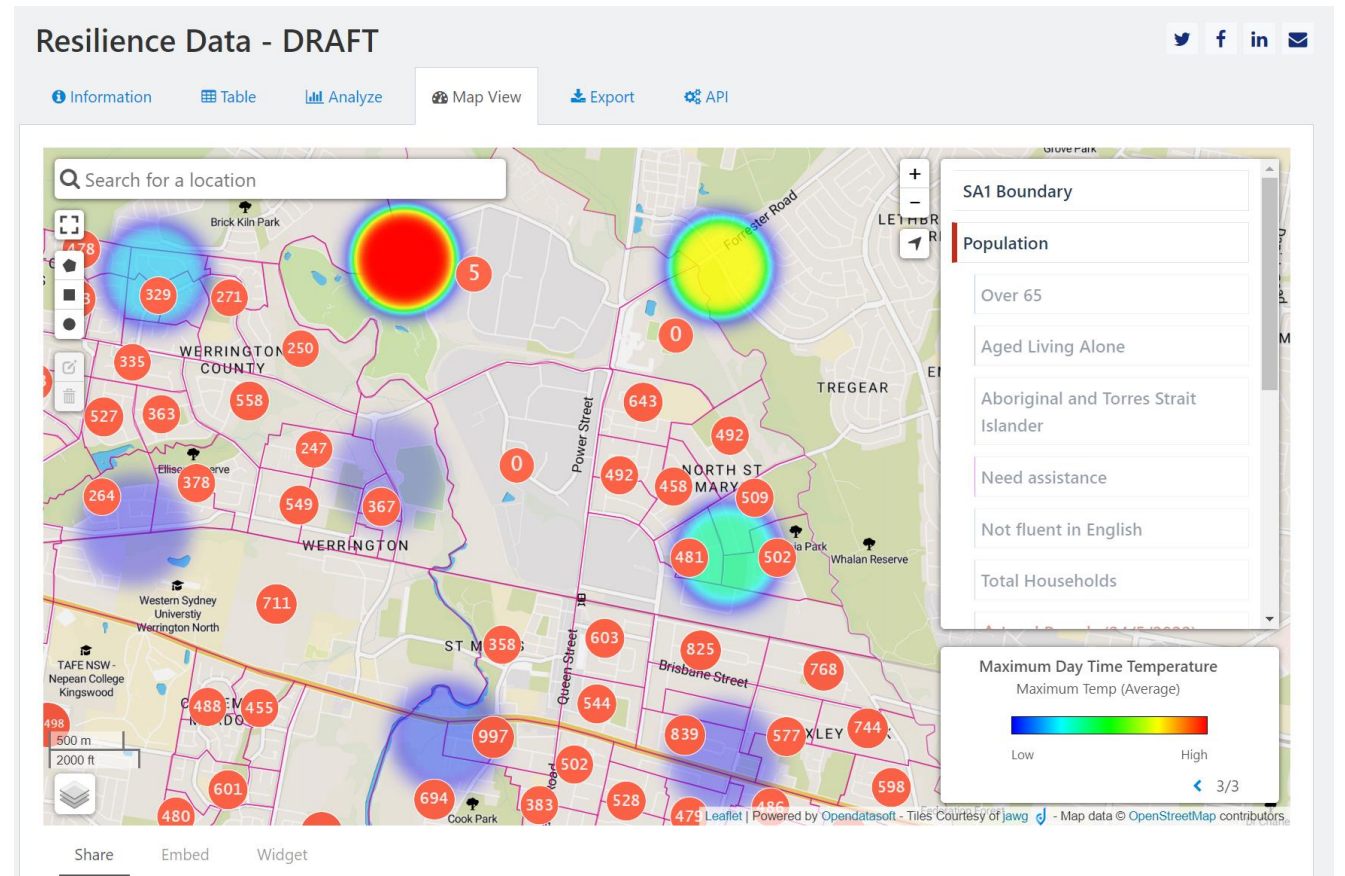 Resilience Data - DRAFT
Information
Table
Analyze
Map View
Export
API
Search for a location
Grove Park
Brick Kiln Park
Forrester Road
+
−
SA1 Boundary
Population
Over 65
Aged Living Alone
Aboriginal and Torres Strait
Islander
Need assistance
Not fluent in English
Total Households
478
5
329
271
0
335
WERRINGTON
COUNTY
250
TREGEAR
527
363
558
643
Power Street
247
492
0
378
492
NORTH ST
458
509
264
549
367
WERRINGTON
481
502
Whalan Reserve
Western Sydney
Universtiy
Werrington North
711
TAFE NSW -
Nepean College
Kingswood
358
Queen Street
603
825
Brisbane Street
768
488
455
544
498
997
839
577
744
500 m
2000 ft
502
601
694
Cook Park
383
528
598
480
479
486
Maximum Day Time Temperature
Maximum Temp (Average)
Low
High
3/3
Leaflet | Powered by Opendatasoft - Tiles Courtesy of jawg - Map data © OpenStreetMap contributors
Share
Embed
Widget